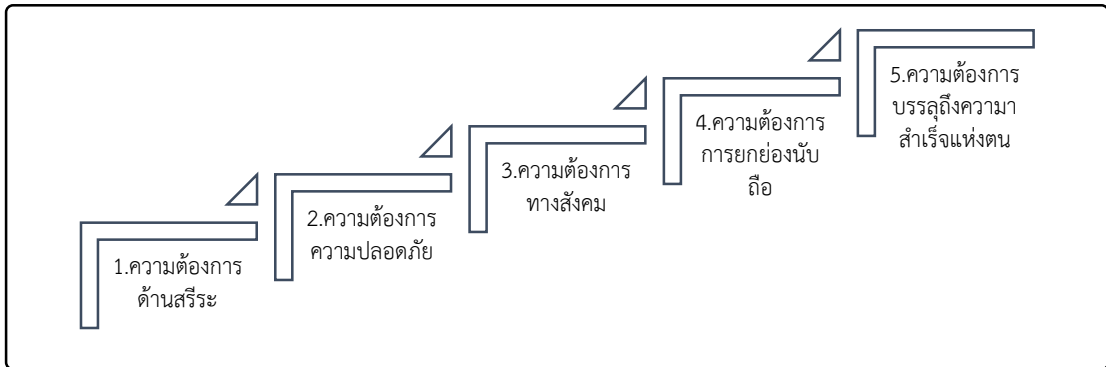 1.ความต้องการ
ด้านสรีระ
2.ความต้องการ
ความปลอดภัย
3.ความต้องการ
ทางสังคม
4.ความต้องการ
การยกย่องนับ
ถือ
5.ความต้องการ
บรรลุถึงความา
สำเร็จแห่งตน